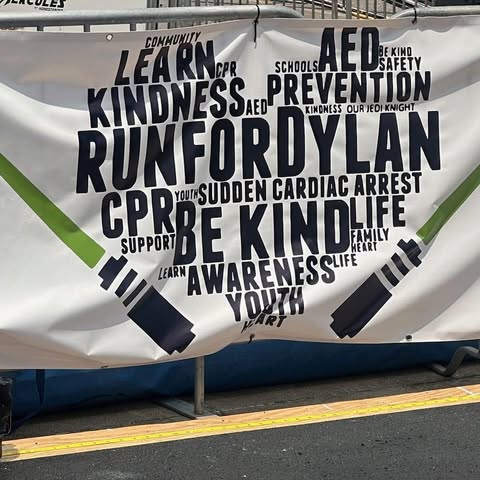 HERCULES
COMMUNITY
LEARN CPR
SCHOOLS AED BE KIND
SAFETY
KINDNESS AED PREVENTION
KINDNESS OUR JEDI KNIGHT
RUNFORDYLAN
CPR YOUTH SUDDEN CARDIAC ARREST
SUPPORT BE KIND LIFE
FAMILY
HEART
LEARN AWARENESS LIFE
YOUTH
HEART